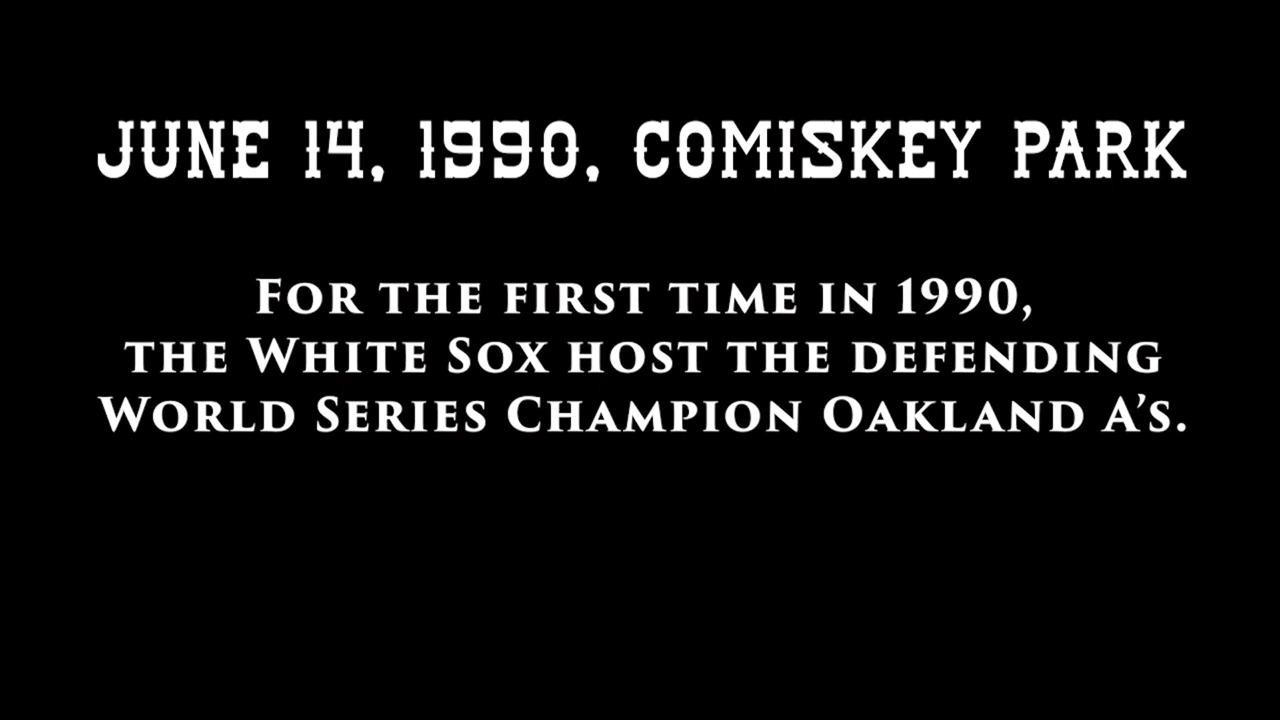 JUNE 14, 1990, COMISKEY PARK
For the first time in 1990,
the White Sox host the defending
World Series Champion Oakland A’s.